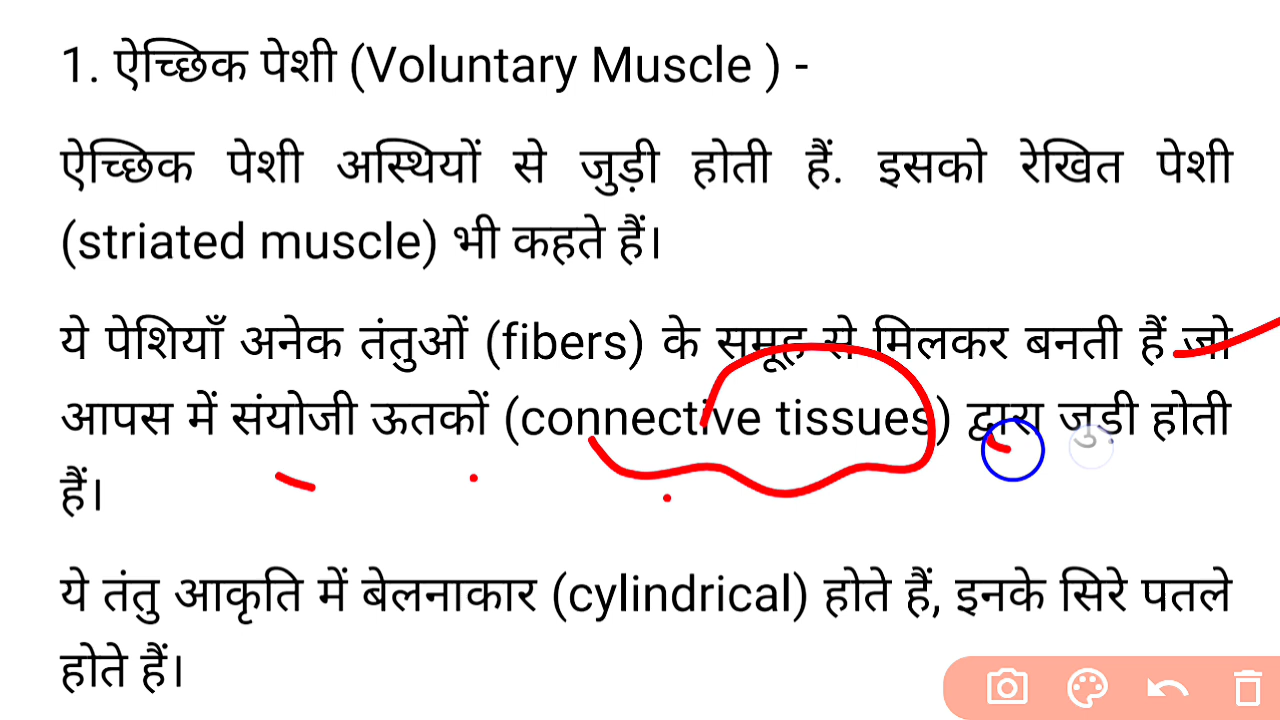 1. ऐच्छिक पेशी (Voluntary Muscle ) -
ऐच्छिक पेशी अस्थियों से जुड़ी होती हैं. इसको रेखित पेशी
(striated muscle) भी कहते हैं।
ये पेशियाँ अनेक तंतुओं (fibers) के समूह से मिलकर बनती हैं जो
आपस में संयोजी ऊतकों (connective tissues) द्वारा जुड़ी होती
हैं।
ये तंतु आकृति में बेलनाकार (cylindrical) होते हैं, इनके सिरे पतले
होते हैं।